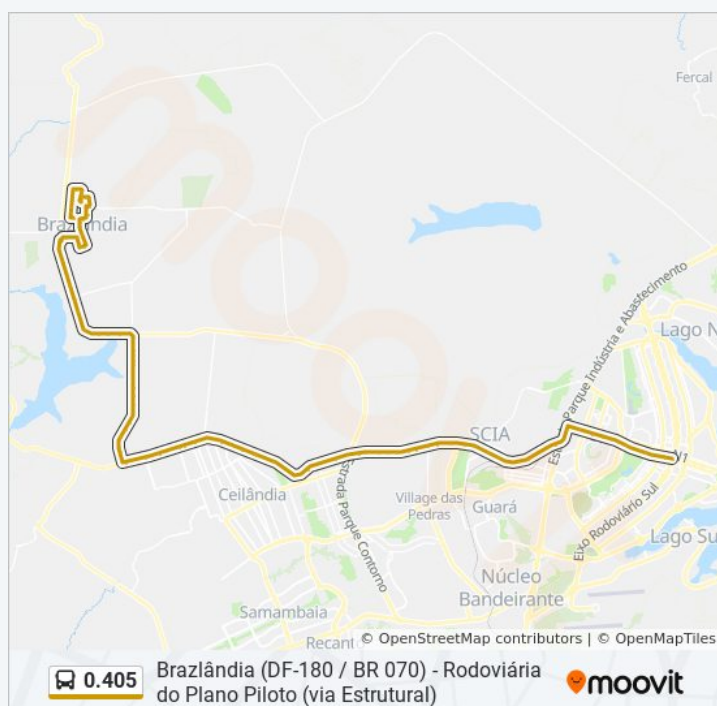 Fercal
Brazlândia
Estrada Parque Indústria e Abastecimento
Lago N
SCIA
N1
Estrada Parque Contorno
Ceilândia
Village das
Pedras
Guará
Eixo Rodoviário Sul
Lago Su
Núcleo
Bandeirante
Samambaia
Recanto
© OpenStreetMap contributors | © OpenMapTiles
0.405
Brazlândia (DF-180 / BR 070) - Rodoviária
do Plano Piloto (via Estrutural)
moovit